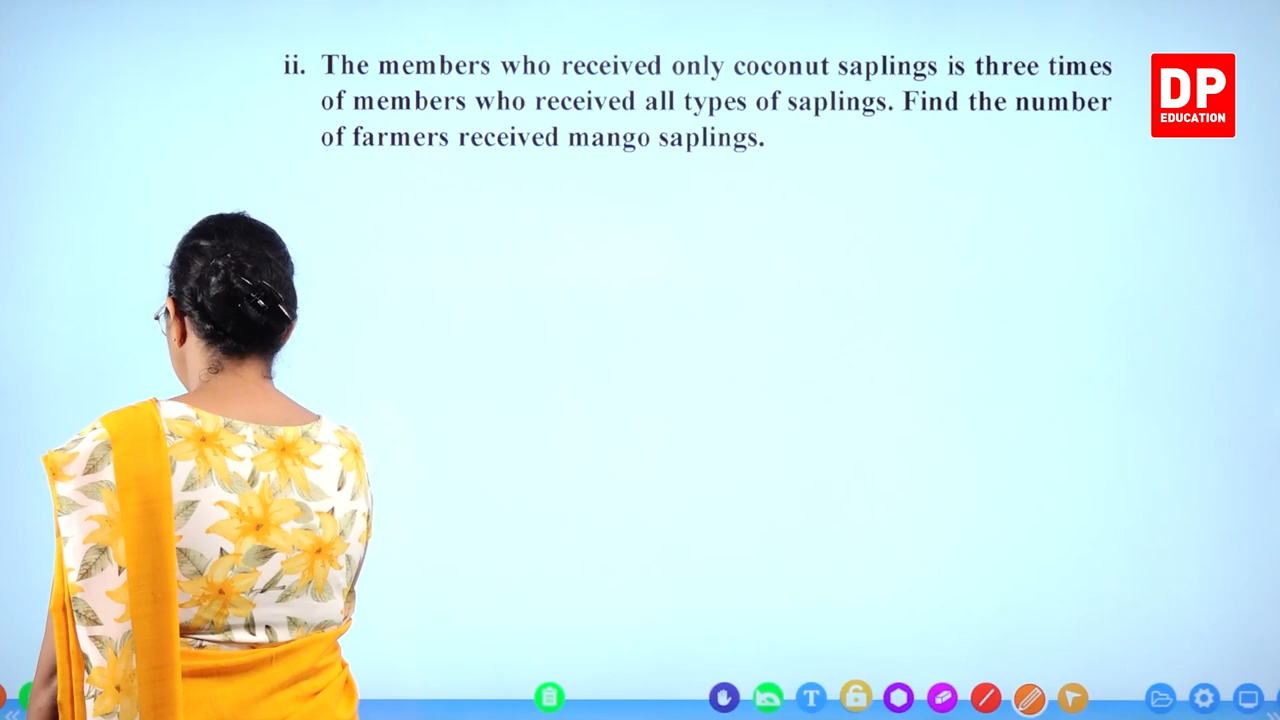 ii. The members who received only coconut saplings is three times
of members who received all types of saplings. Find the number
of farmers received mango saplings.
DP
EDUCATION
T